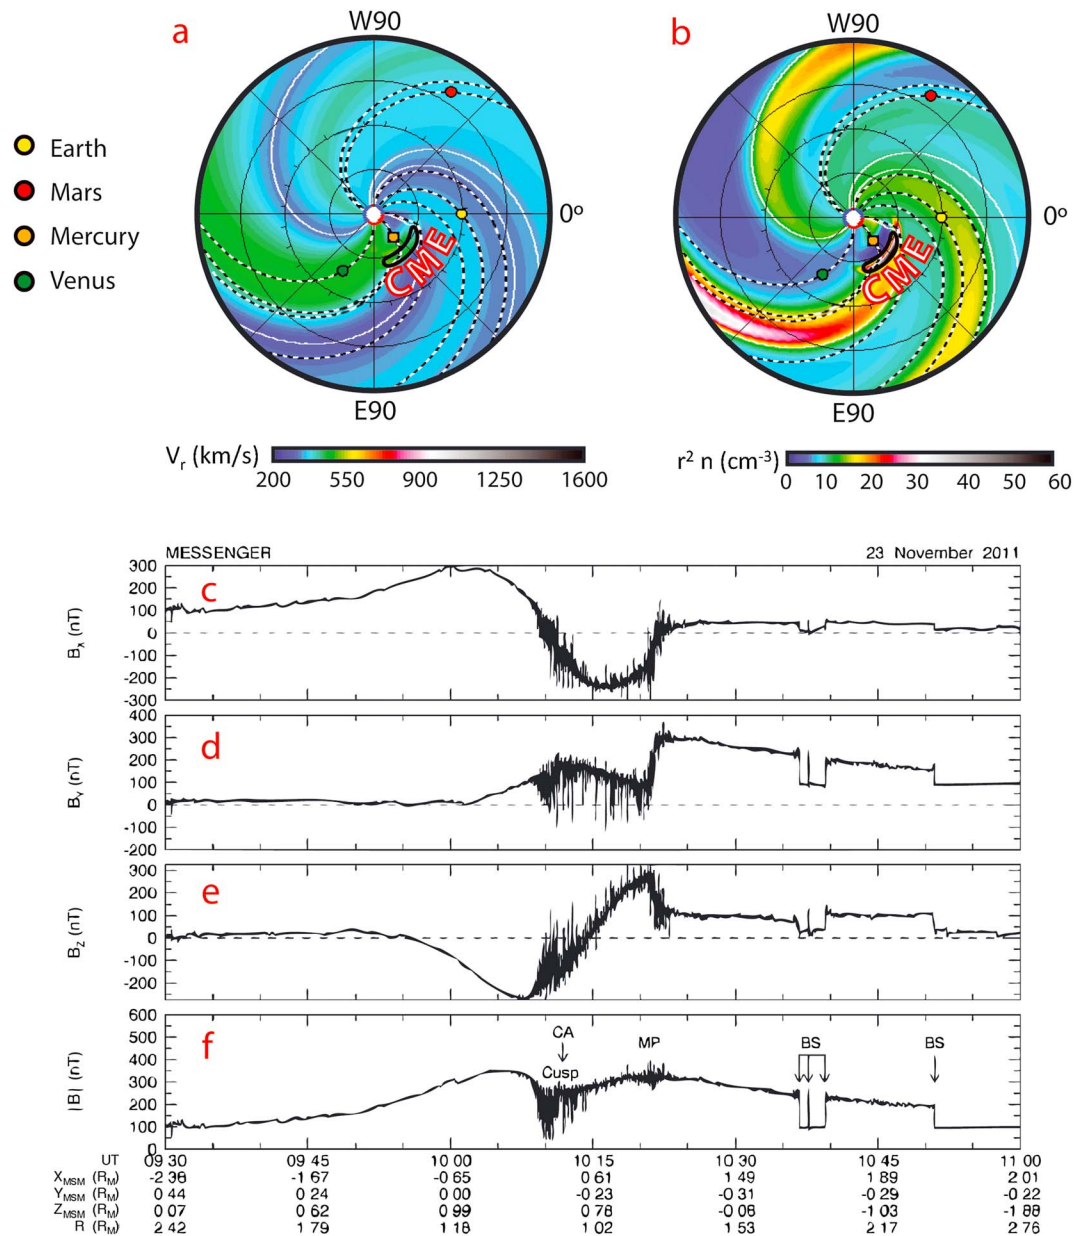 a
W90
b
W90
Earth
Mars
Mercury
Venus
0º
0º
CME
CME
E90
E90
Vr (km/s)
200 550 900 1250 1600
r² n (cm⁻³)
0 10 20 30 40 50 60
MESSENGER 23 November 2011
c
BX (nT)
300
200
100
0
-100
-200
-300
d
BY (nT)
400
300
200
100
0
-100
-200
e
BZ (nT)
300
200
100
0
-100
-200
f
|B| (nT)
600
500
400
300
200
100
0
CA
Cusp
MP
BS
BS
UT 09 30 09 45 10 00 10 15 10 30 10 45 11 00
XMSM (RM) -2 36 -1 67 -0 65 0 61 1 49 1 89 2 01
YMSM (RM) 0 44 0 24 0 00 -0 23 -0 31 -0 29 -0 22
ZMSM (RM) 0 07 0 62 0 99 0 78 -0 06 -1 03 -1 88
R (RM) 2 42 1 79 1 18 1 02 1 53 2 17 2 76